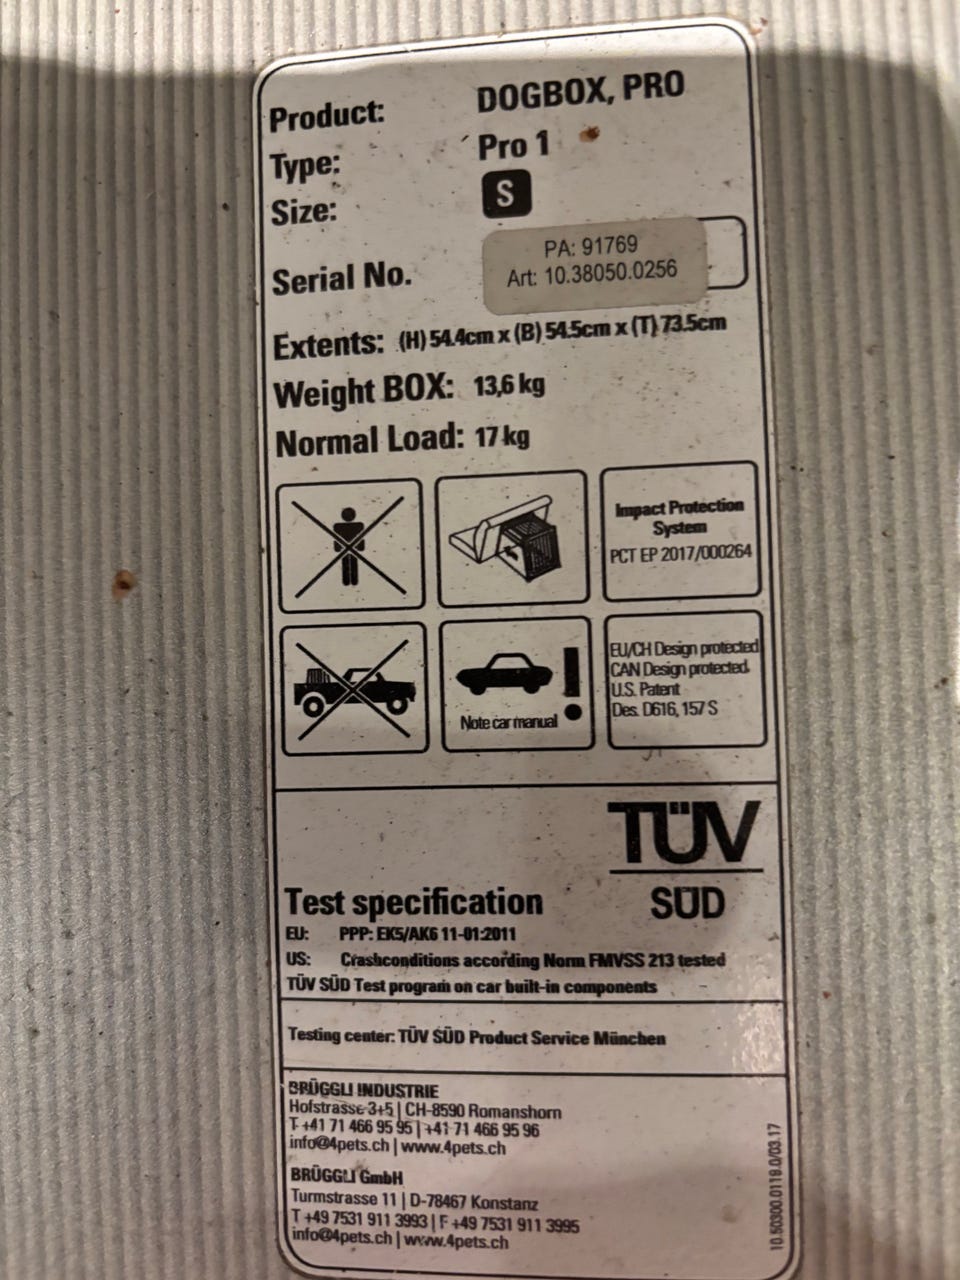 Product: DOGBOX, PRO
Type: Pro 1
Size: S
Serial No. PA: 91769
Art: 10.38050.0256
Extents: (H) 54.4cm x (B) 54.5cm x (T) 73.5cm
Weight BOX: 13,6 kg
Normal Load: 17 kg
Impact Protection
System
PCT EP 2017/000264
Note car manual !
EU/CH Design protected
CAN Design protected
U.S. Patent
Des. D616, 157 S
TÜV
SÜD
Test specification
EU: PPP: EK5/AK6 11-01:2011
US: Crashconditions according Norm FMVSS 213 tested
TÜV SÜD Test program on car built-in components
Testing center: TÜV SÜD Product Service München
BRÜGGLI INDUSTRIE
Hofstrasse 3+5 | CH-8590 Romanshorn
T +41 71 466 95 95 | +41 71 466 95 96
info@4pets.ch | www.4pets.ch
BRÜGGLI GmbH
Turmstrasse 11 | D-78467 Konstanz
T +49 7531 911 3993 | F +49 7531 911 3995
info@4pets.ch | www.4pets.ch
10.50300.0119.0/03.17